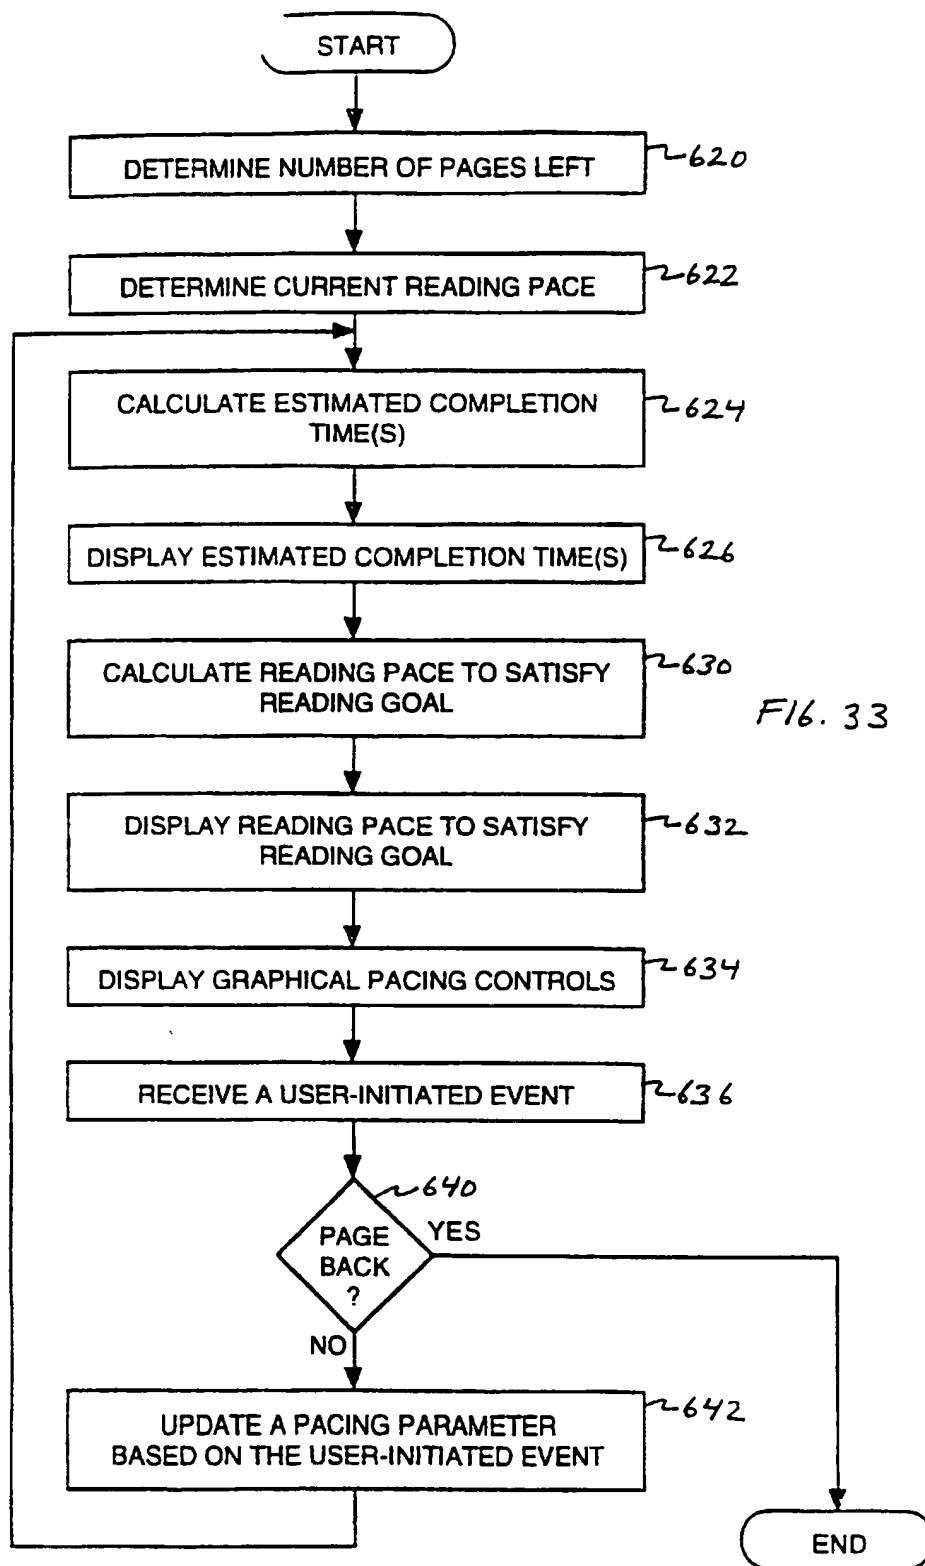 START
DETERMINE NUMBER OF PAGES LEFT
620
DETERMINE CURRENT READING PACE
622
CALCULATE ESTIMATED COMPLETION
TIME(S)
624
DISPLAY ESTIMATED COMPLETION TIME(S)
626
CALCULATE READING PACE TO SATISFY
READING GOAL
630
FIG. 33
DISPLAY READING PACE TO SATISFY
READING GOAL
632
DISPLAY GRAPHICAL PACING CONTROLS
634
RECEIVE A USER-INITIATED EVENT
636
640
PAGE
BACK
?
YES
NO
UPDATE A PACING PARAMETER
BASED ON THE USER-INITIATED EVENT
642
END